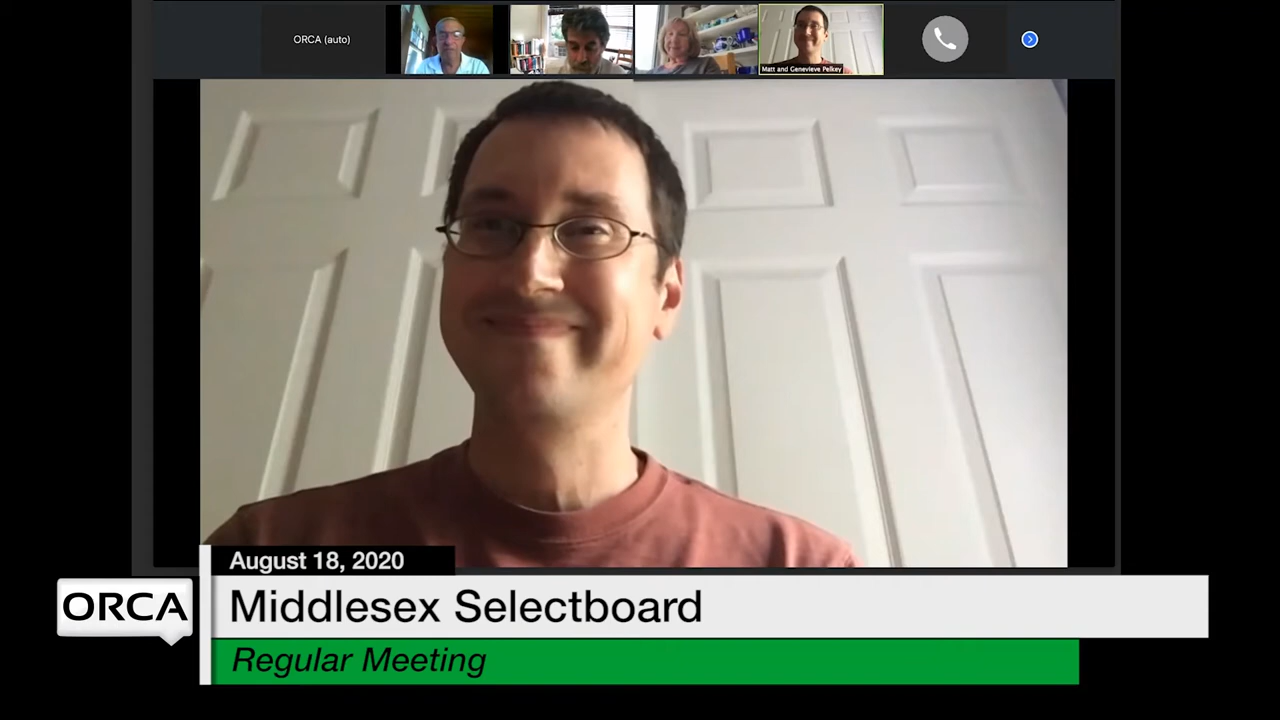 ORCA (auto)
Matt and Genevieve Pelkey
August 18, 2020
ORCA
Middlesex Selectboard
Regular Meeting